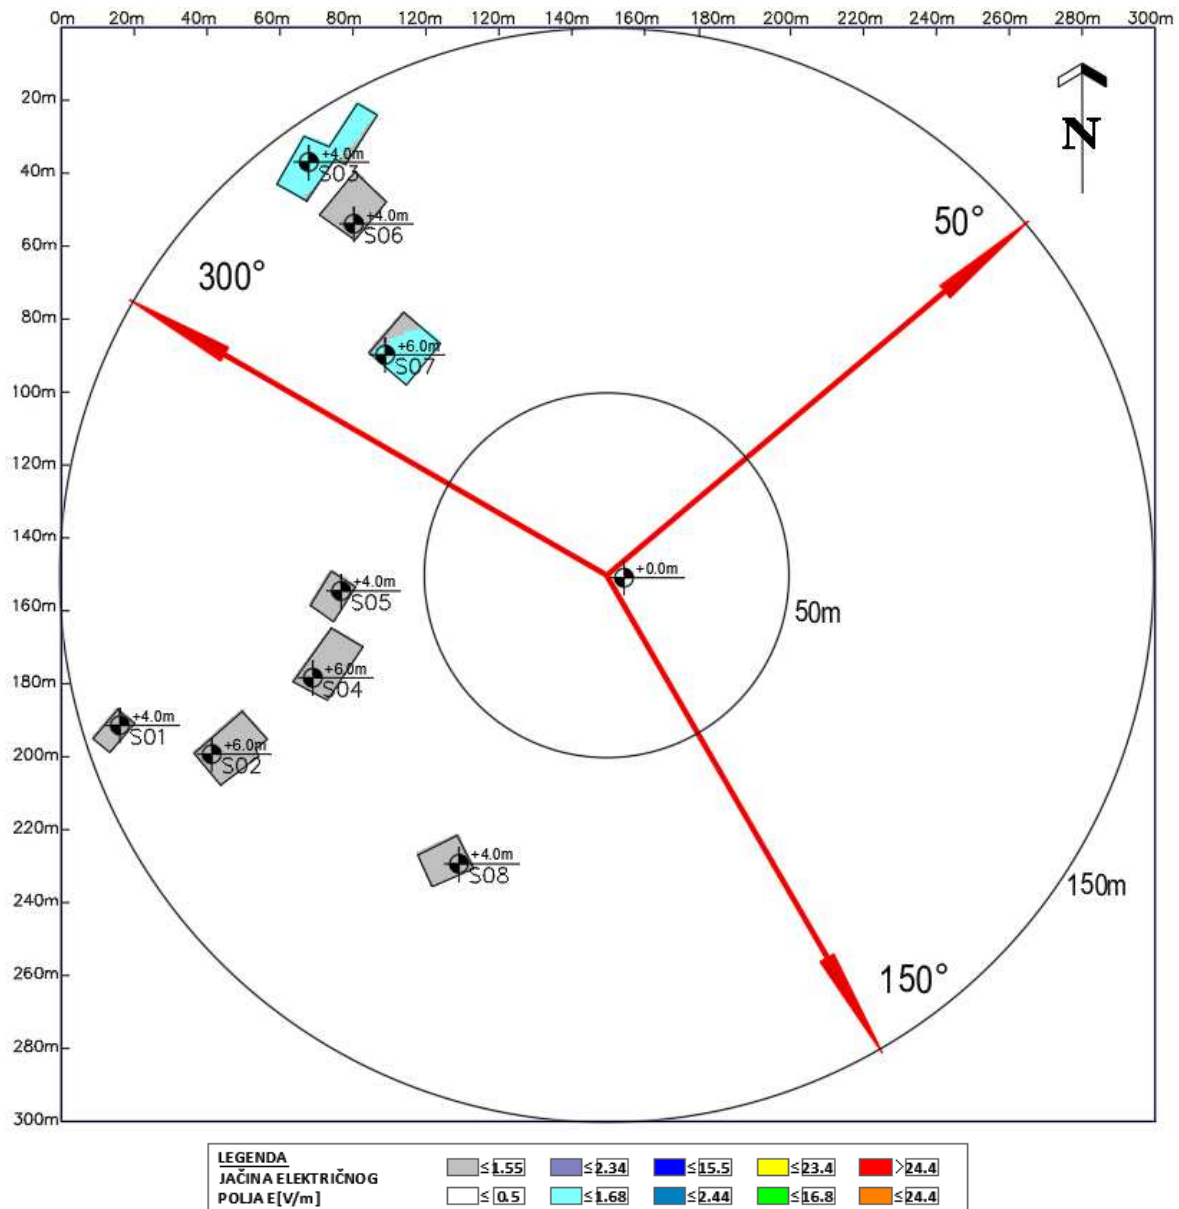 0m 20m 40m 60m 80m 120m 120m 140m 160m 180m 200m 220m 240m 260m 280m 300m
20m
N
+4.0m
S03
40m
+4.0m
S06
50°
60m
300°
80m
+6.0m
S07
100m
120m
140m
+0.0m
+4.0m
S05
160m
50m
+6.0m
S04
180m
+4.0m
S01
+6.0m
S02
200m
220m
+4.0m
S08
150m
240m
260m
150°
280m
300m
LEGENDA
JAČINA ELEKTRIČNOG
POLJA E[V/m]
≤1.55 ≤2.34 ≤15.5 ≤23.4 >24.4
≤ 0.5 ≤1.68 ≤2.44 ≤16.8 ≤24.4